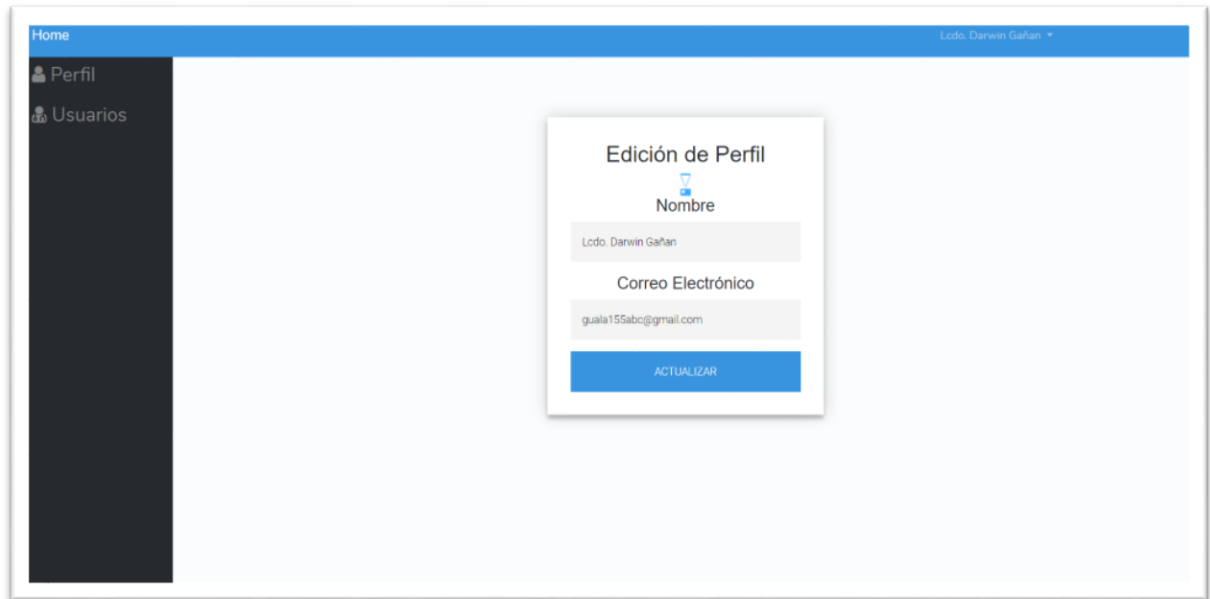 Home
Lcdo. Darwin Gañan
Perfil
Usuarios
Edición de Perfil
Nombre
Lcdo. Darwin Gañan
Correo Electrónico
guala155abc@gmail.com
ACTUALIZAR